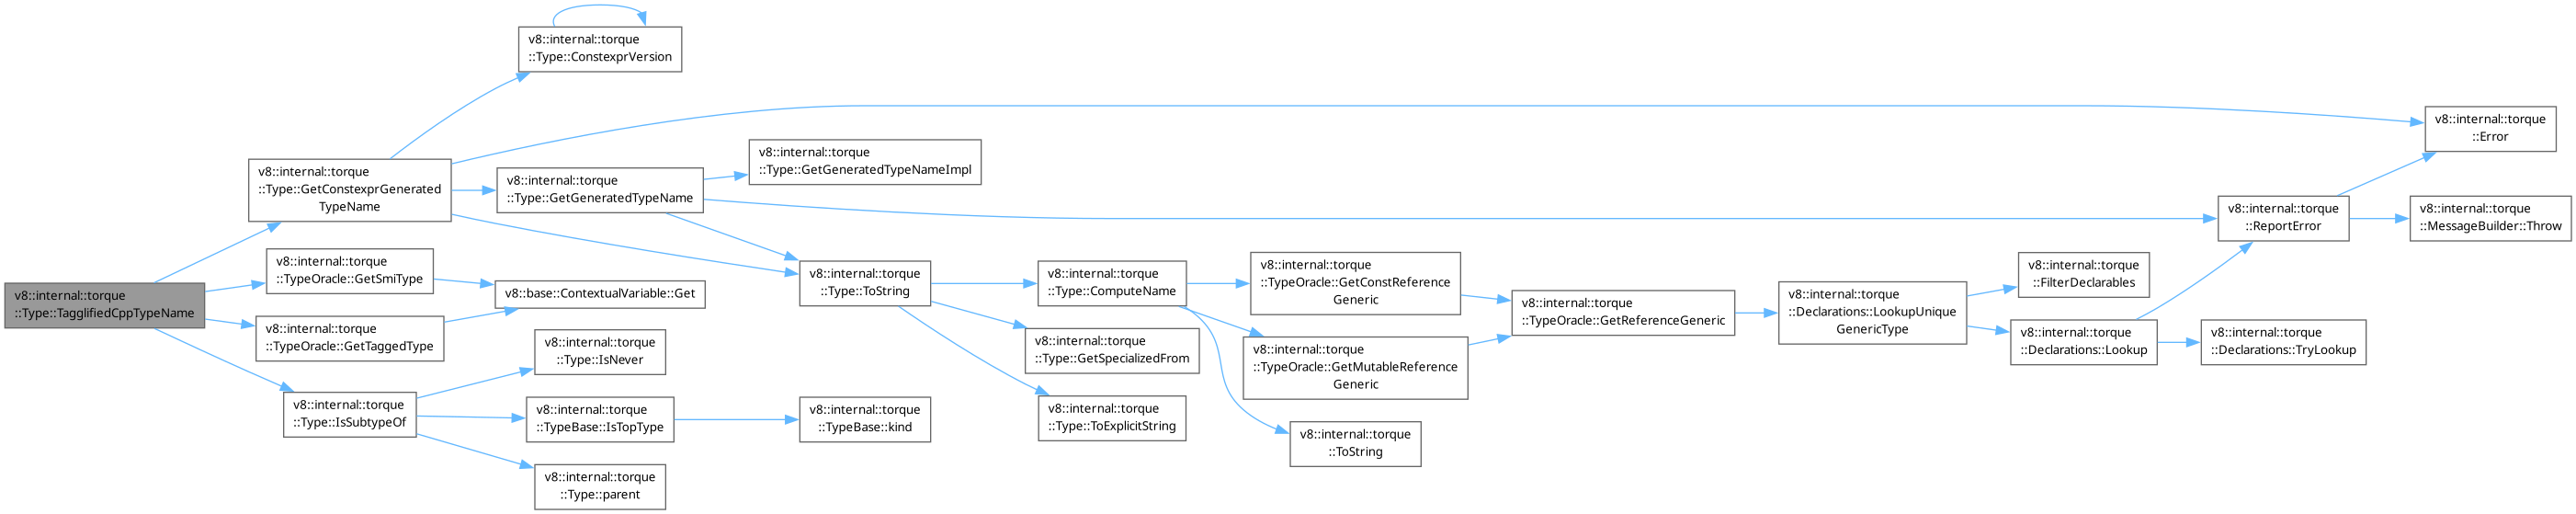 v8::internal::torque
::Type::TagglifiedCppTypeName
v8::internal::torque
::Type::GetConstexprGenerated
TypeName
v8::internal::torque
::Type::ConstexprVersion
v8::internal::torque
::Error
v8::internal::torque
::Type::GetGeneratedTypeName
v8::internal::torque
::Type::GetGeneratedTypeNameImpl
v8::internal::torque
::ReportError
v8::internal::torque
::MessageBuilder::Throw
v8::internal::torque
::Type::ToString
v8::internal::torque
::Type::ComputeName
v8::internal::torque
::TypeOracle::GetConstReference
Generic
v8::internal::torque
::TypeOracle::GetReferenceGeneric
v8::internal::torque
::Declarations::LookupUnique
GenericType
v8::internal::torque
::FilterDeclarables
v8::internal::torque
::Declarations::Lookup
v8::internal::torque
::Declarations::TryLookup
v8::internal::torque
::TypeOracle::GetMutableReference
Generic
v8::internal::torque
::ToString
v8::internal::torque
::Type::GetSpecializedFrom
v8::internal::torque
::Type::ToExplicitString
v8::internal::torque
::TypeOracle::GetSmiType
v8::base::ContextualVariable::Get
v8::internal::torque
::TypeOracle::GetTaggedType
v8::internal::torque
::Type::IsSubtypeOf
v8::internal::torque
::Type::IsNever
v8::internal::torque
::TypeBase::IsTopType
v8::internal::torque
::TypeBase::kind
v8::internal::torque
::Type::parent